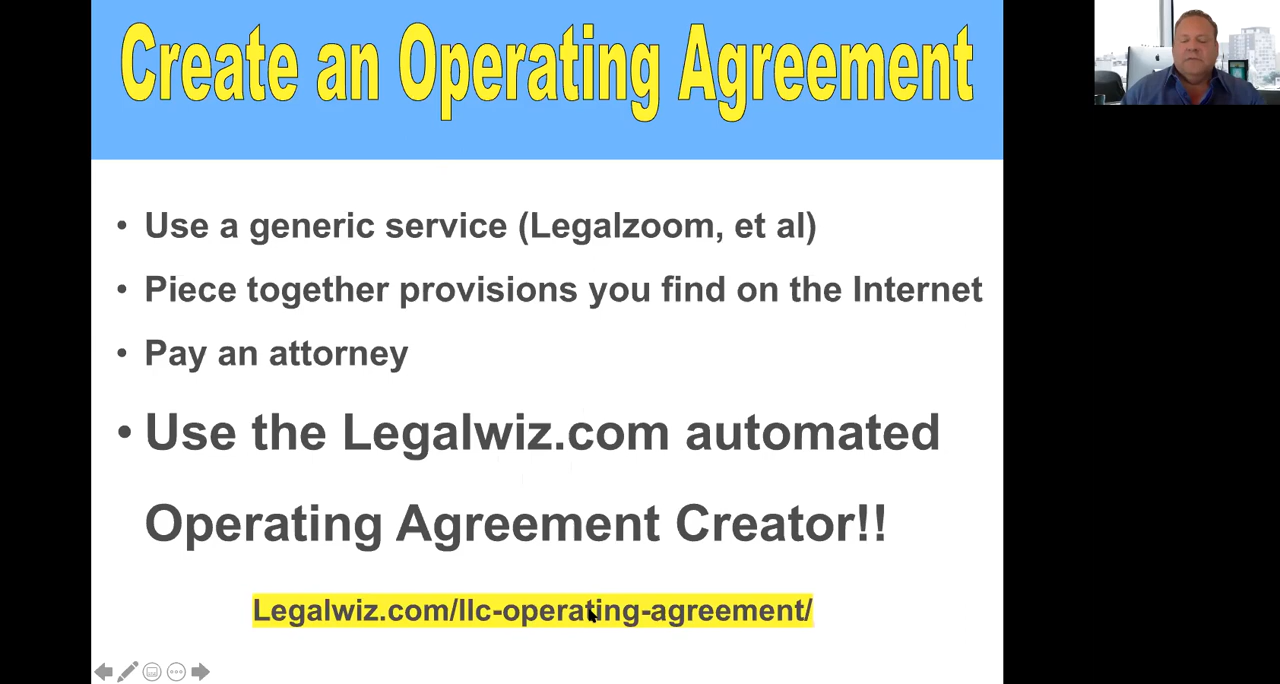 Create an Operating Agreement
• Use a generic service (Legalzoom, et al)
• Piece together provisions you find on the Internet
• Pay an attorney
• Use the Legalwiz.com automated
Operating Agreement Creator!!
Legalwiz.com/llc-operating-agreement/